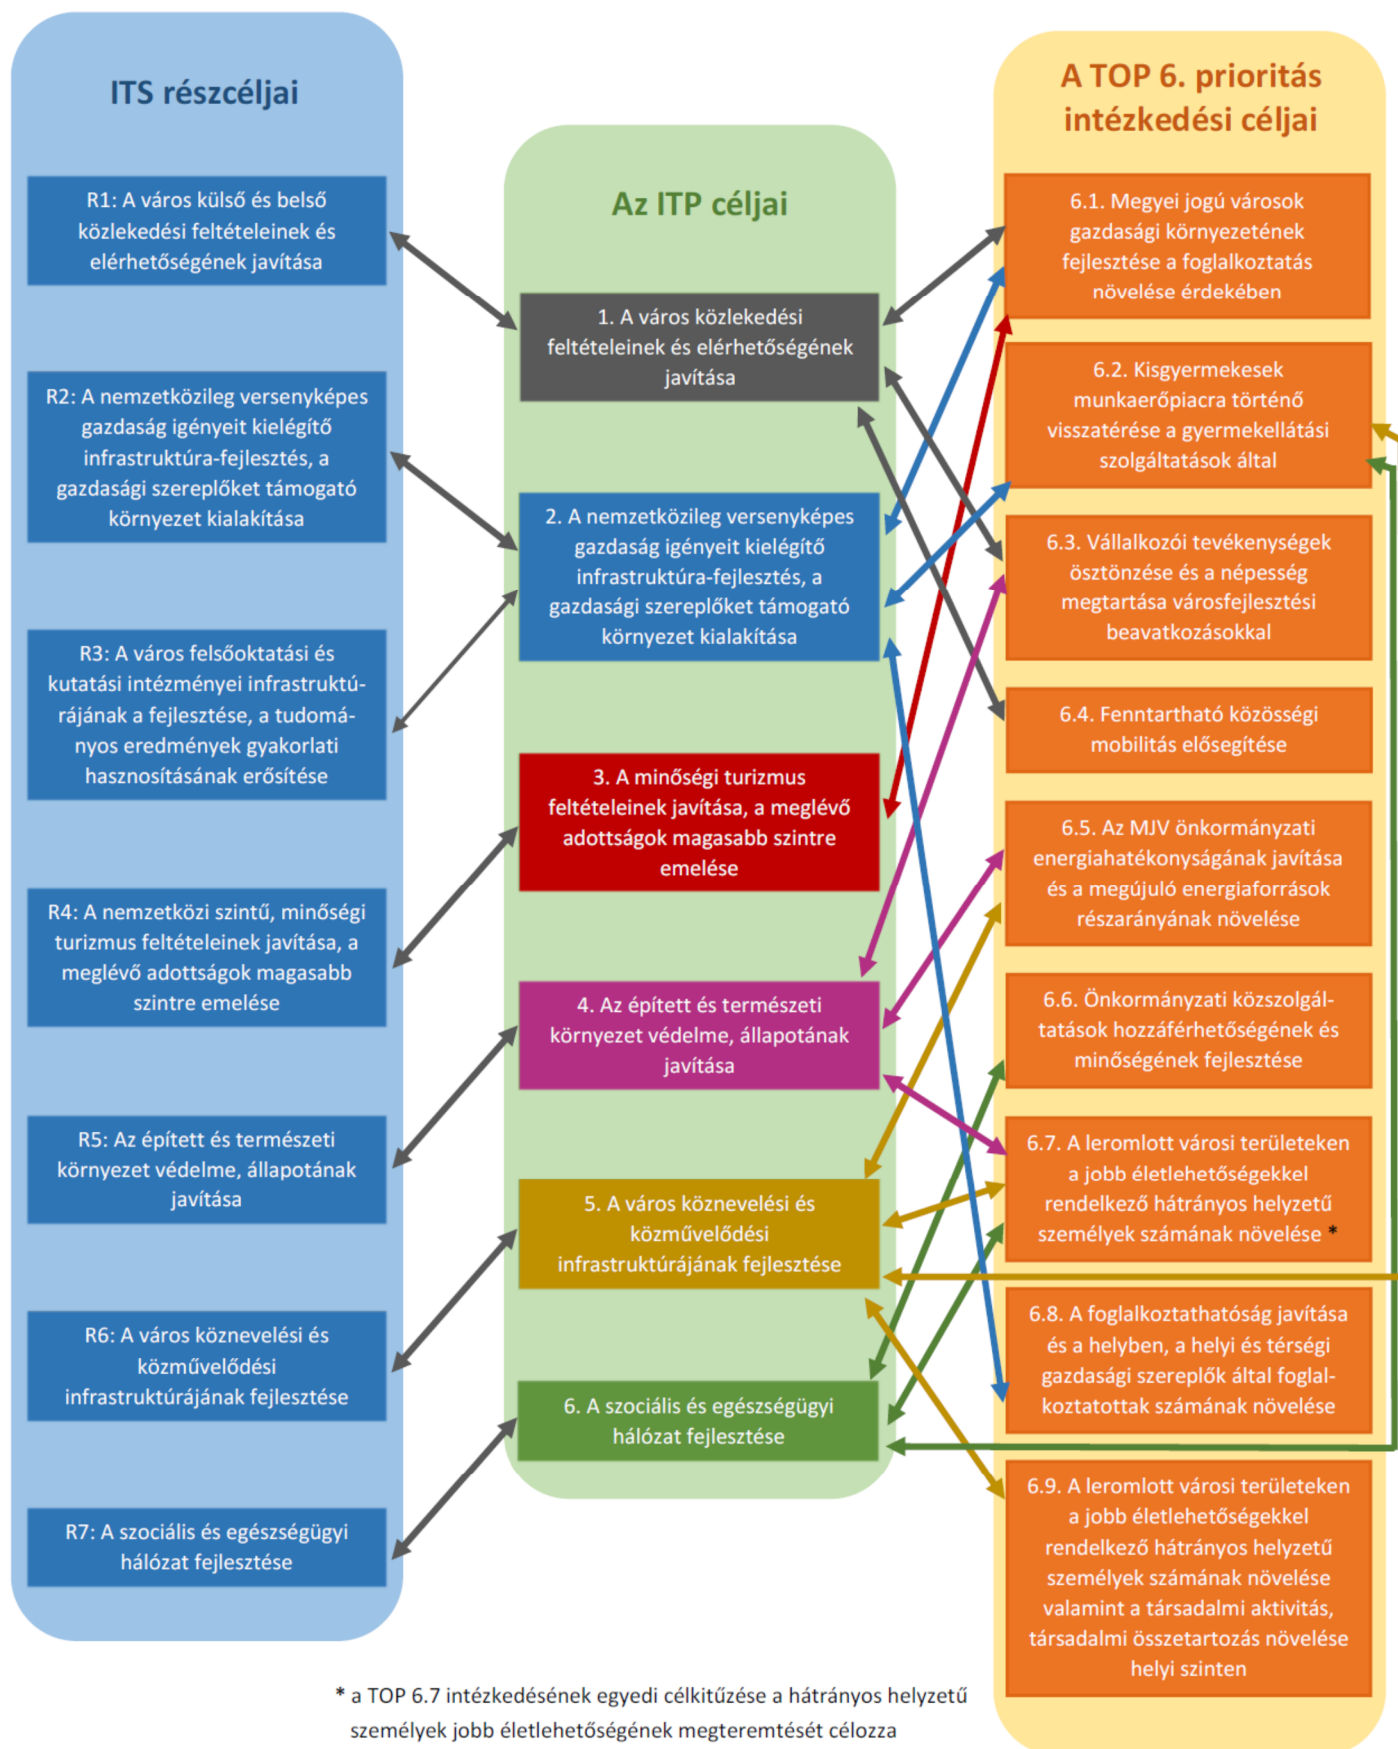 ITS részcéljai
R1: A város külső és belső
közlekedési feltételeinek és
elérhetőségének javítása
R2: A nemzetközileg versenyképes
gazdaság igényeit kielégítő
infrastruktúra-fejlesztés, a
gazdasági szereplőket támogató
környezet kialakítása
R3: A város felsőoktatási és
kutatási intézményei infrastruktú-
rájának a fejlesztése, a tudomá-
nyos eredmények gyakorlati
hasznosításának erősítése
R4: A nemzetközi szintű, minőségi
turizmus feltételeinek javítása, a
meglévő adottságok magasabb
szintre emelése
R5: Az épített és természeti
környezet védelme, állapotának
javítása
R6: A város köznevelési és
közművelődési
infrastruktúrájának fejlesztése
R7: A szociális és egészségügyi
hálózat fejlesztése
Az ITP céljai
1. A város közlekedési
feltételeinek és elérhetőségének
javítása
2. A nemzetközileg versenyképes
gazdaság igényeit kielégítő
infrastruktúra-fejlesztés, a
gazdasági szereplőket támogató
környezet kialakítása
3. A minőségi turizmus
feltételeinek javítása, a meglévő
adottságok magasabb szintre
emelése
4. Az épített és természeti
környezet védelme, állapotának
javítása
5. A város köznevelési és
közművelődési
infrastruktúrájának fejlesztése
6. A szociális és egészségügyi
hálózat fejlesztése
A TOP 6. prioritás
intézkedési céljai
6.1. Megyei jogú városok
gazdasági környezetének
fejlesztése a foglalkoztatás
növelése érdekében
6.2. Kisgyermekesek
munkaerőpiacra történő
visszatérése a gyermekellátási
szolgáltatások által
6.3. Vállalkozói tevékenységek
ösztönzése és a népesség
megtartása városfejlesztési
beavatkozásokkal
6.4. Fenntartható közösségi
mobilitás elősegítése
6.5. Az MJV önkormányzati
energiahatékonyságának javítása
és a megújuló energiaforrások
részarányának növelése
6.6. Önkormányzati közszolgál-
tatások hozzáférhetőségének és
minőségének fejlesztése
6.7. A leromlott városi területeken
a jobb életlehetőségekkel
rendelkező hátrányos helyzetű
személyek számának növelése *
6.8. A foglalkoztathatóság javítása
és a helyben, a helyi és térségi
gazdasági szereplők által foglal-
koztatottak számának növelése
6.9. A leromlott városi területeken
a jobb életlehetőségekkel
rendelkező hátrányos helyzetű
személyek számának növelése
valamint a társadalmi aktivitás,
társadalmi összetartozás növelése
helyi szinten
* a TOP 6.7 intézkedésének egyedi célkitűzése a hátrányos helyzetű
személyek jobb életlehetőségének megteremtését célozza